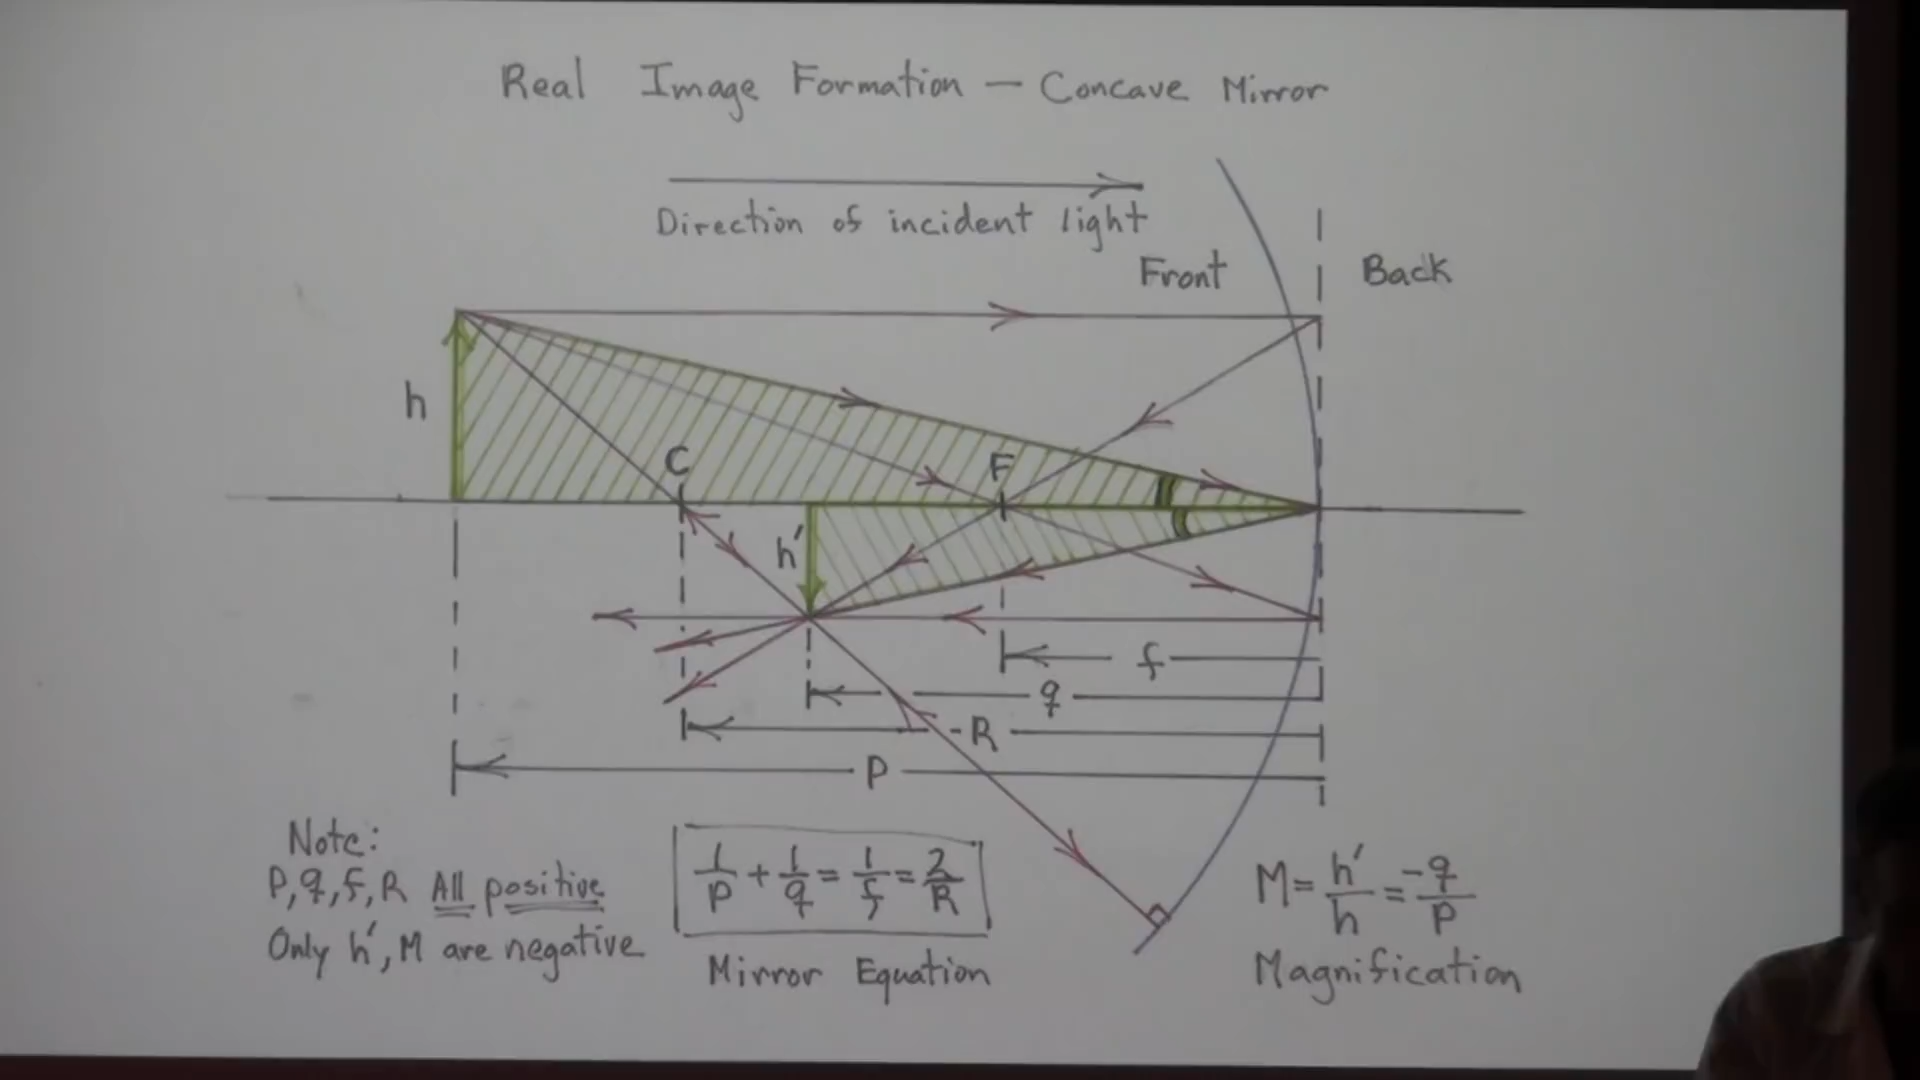 Real Image Formation — Concave Mirror
Direction of incident light
Front
Back
h
C
F
h'
f
q
-R
P
Note:
P, q, f, R All positive
Only h', M are negative
1/P + 1/q = 1/f = 2/R
Mirror Equation
M = h'/h = -q/P
Magnification